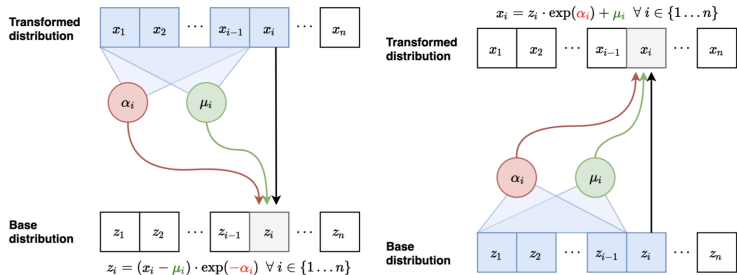 Transformed distribution
x_1 x_2 ⋯ x_{i−1} x_i ⋯ x_n
α_i μ_i
Base distribution
z_1 z_2 ⋯ z_{i−1} z_i ⋯ z_n
z_i = (x_i − μ_i) · exp(−α_i) ∀ i ∈ {1 … n}
x_i = z_i · exp(α_i) + μ_i ∀ i ∈ {1 … n}
Transformed distribution
x_1 x_2 ⋯ x_{i−1} x_i ⋯ x_n
α_i μ_i
Base distribution
z_1 z_2 ⋯ z_{i−1} z_i ⋯ z_n